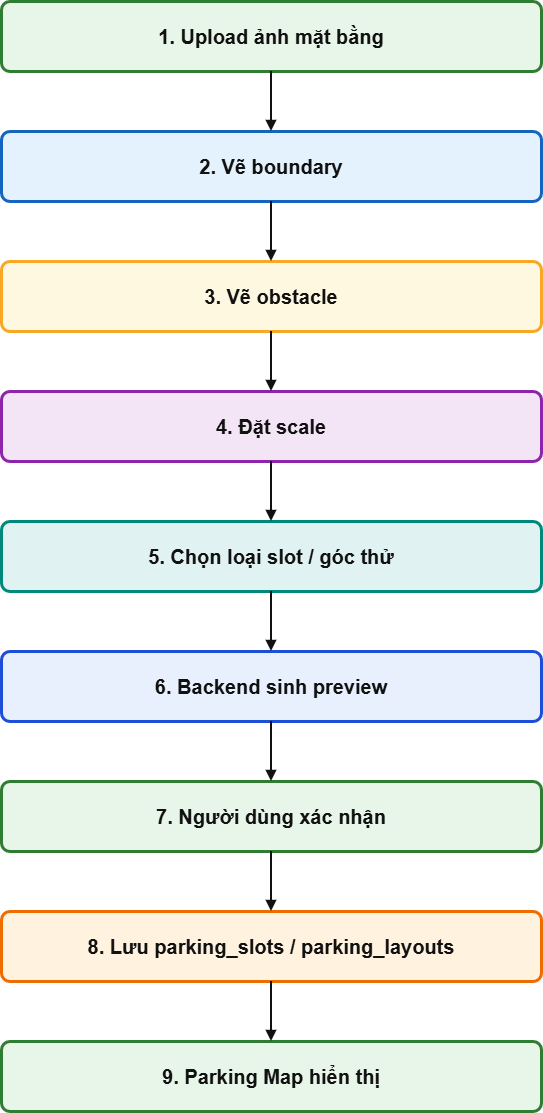 1. Upload ảnh mặt bằng
2. Vẽ boundary
3. Vẽ obstacle
4. Đặt scale
5. Chọn loại slot / góc thử
6. Backend sinh preview
7. Người dùng xác nhận
8. Lưu parking_slots / parking_layouts
9. Parking Map hiển thị